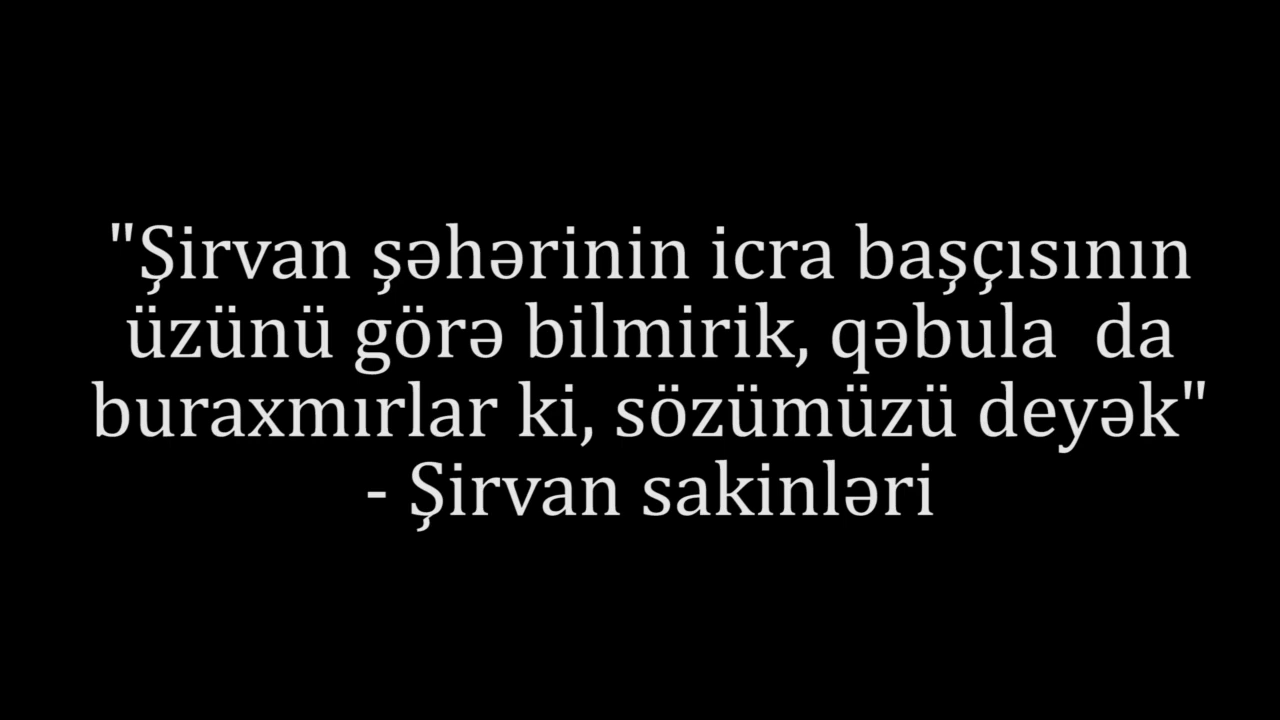 "Şirvan şəhərinin icra başçısının
üzünü görə bilmirik, qəbula  da
buraxmırlar ki, sözümüzü deyək"
- Şirvan sakinləri